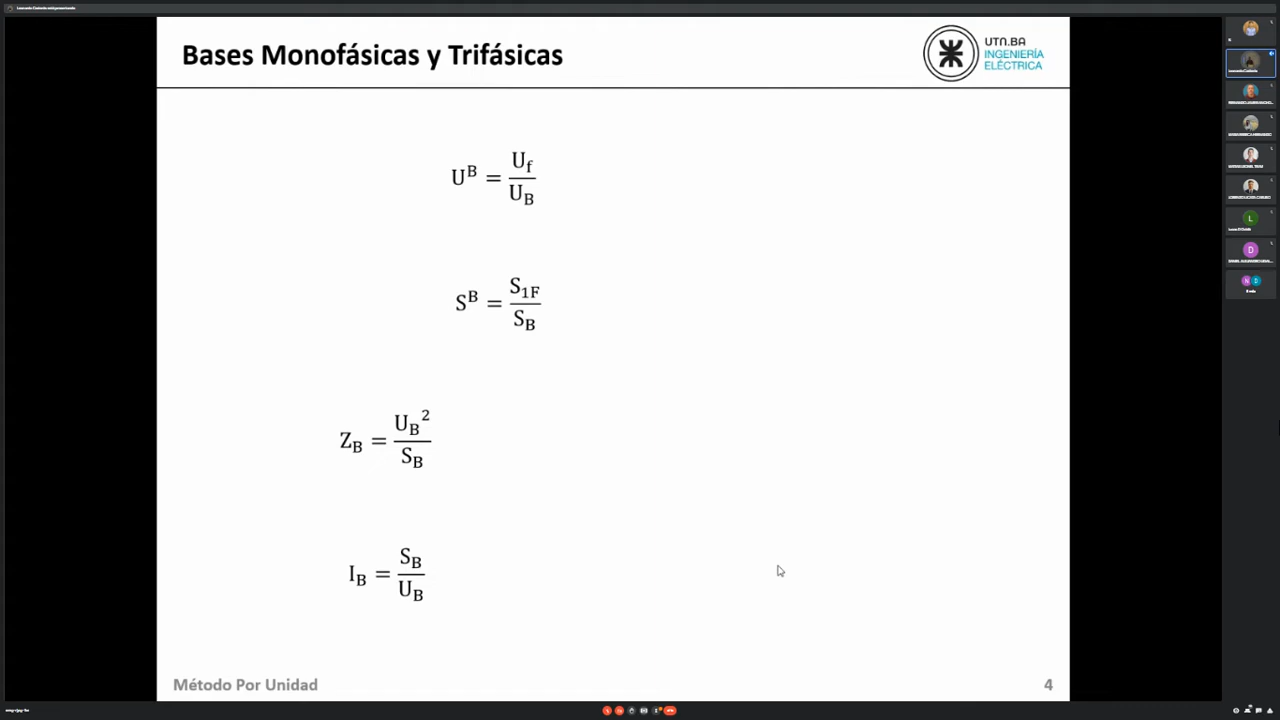 Bases Monofásicas y Trifásicas
UTN.BA
INGENIERÍA
ELÉCTRICA
U^B = U_f / U_B
S^B = S_1F / S_B
Z_B = U_B^2 / S_B
I_B = S_B / U_B
Método Por Unidad
4
L
D
N D